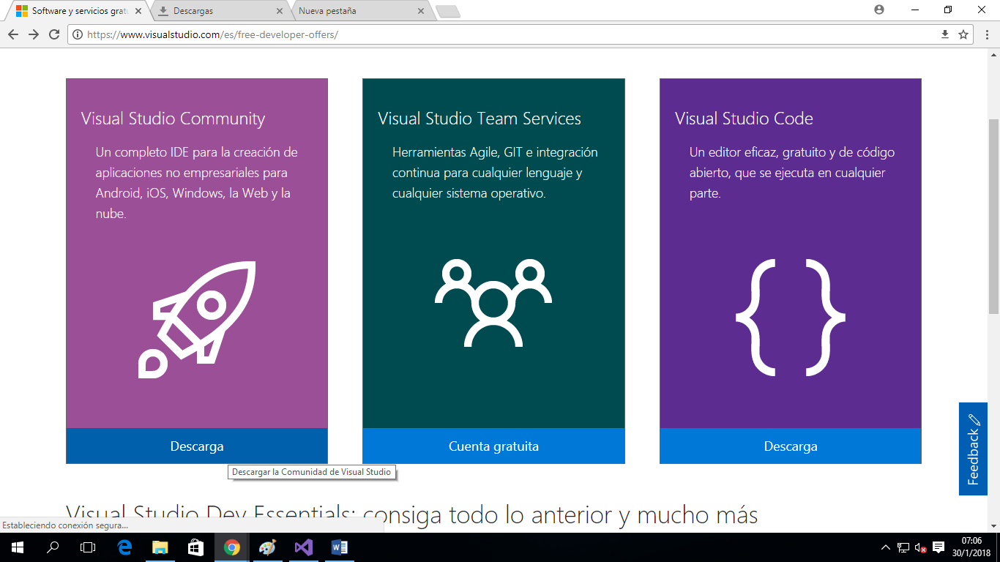 Software y servicios gratu
Descargas
Nueva pestaña
https://www.visualstudio.com/es/free-developer-offers/
Visual Studio Community
Un completo IDE para la creación de
aplicaciones no empresariales para
Android, iOS, Windows, la Web y la
nube.
Descarga
Visual Studio Team Services
Herramientas Agile, GIT e integración
continua para cualquier lenguaje y
cualquier sistema operativo.
Cuenta gratuita
Visual Studio Code
Un editor eficaz, gratuito y de código
abierto, que se ejecuta en cualquier
parte.
Descarga
Descargar la Comunidad de Visual Studio
Feedback
Visual Studio Dev Essentials: consiga todo lo anterior y mucho más
Estableciendo conexión segura...
07:06
30/1/2018